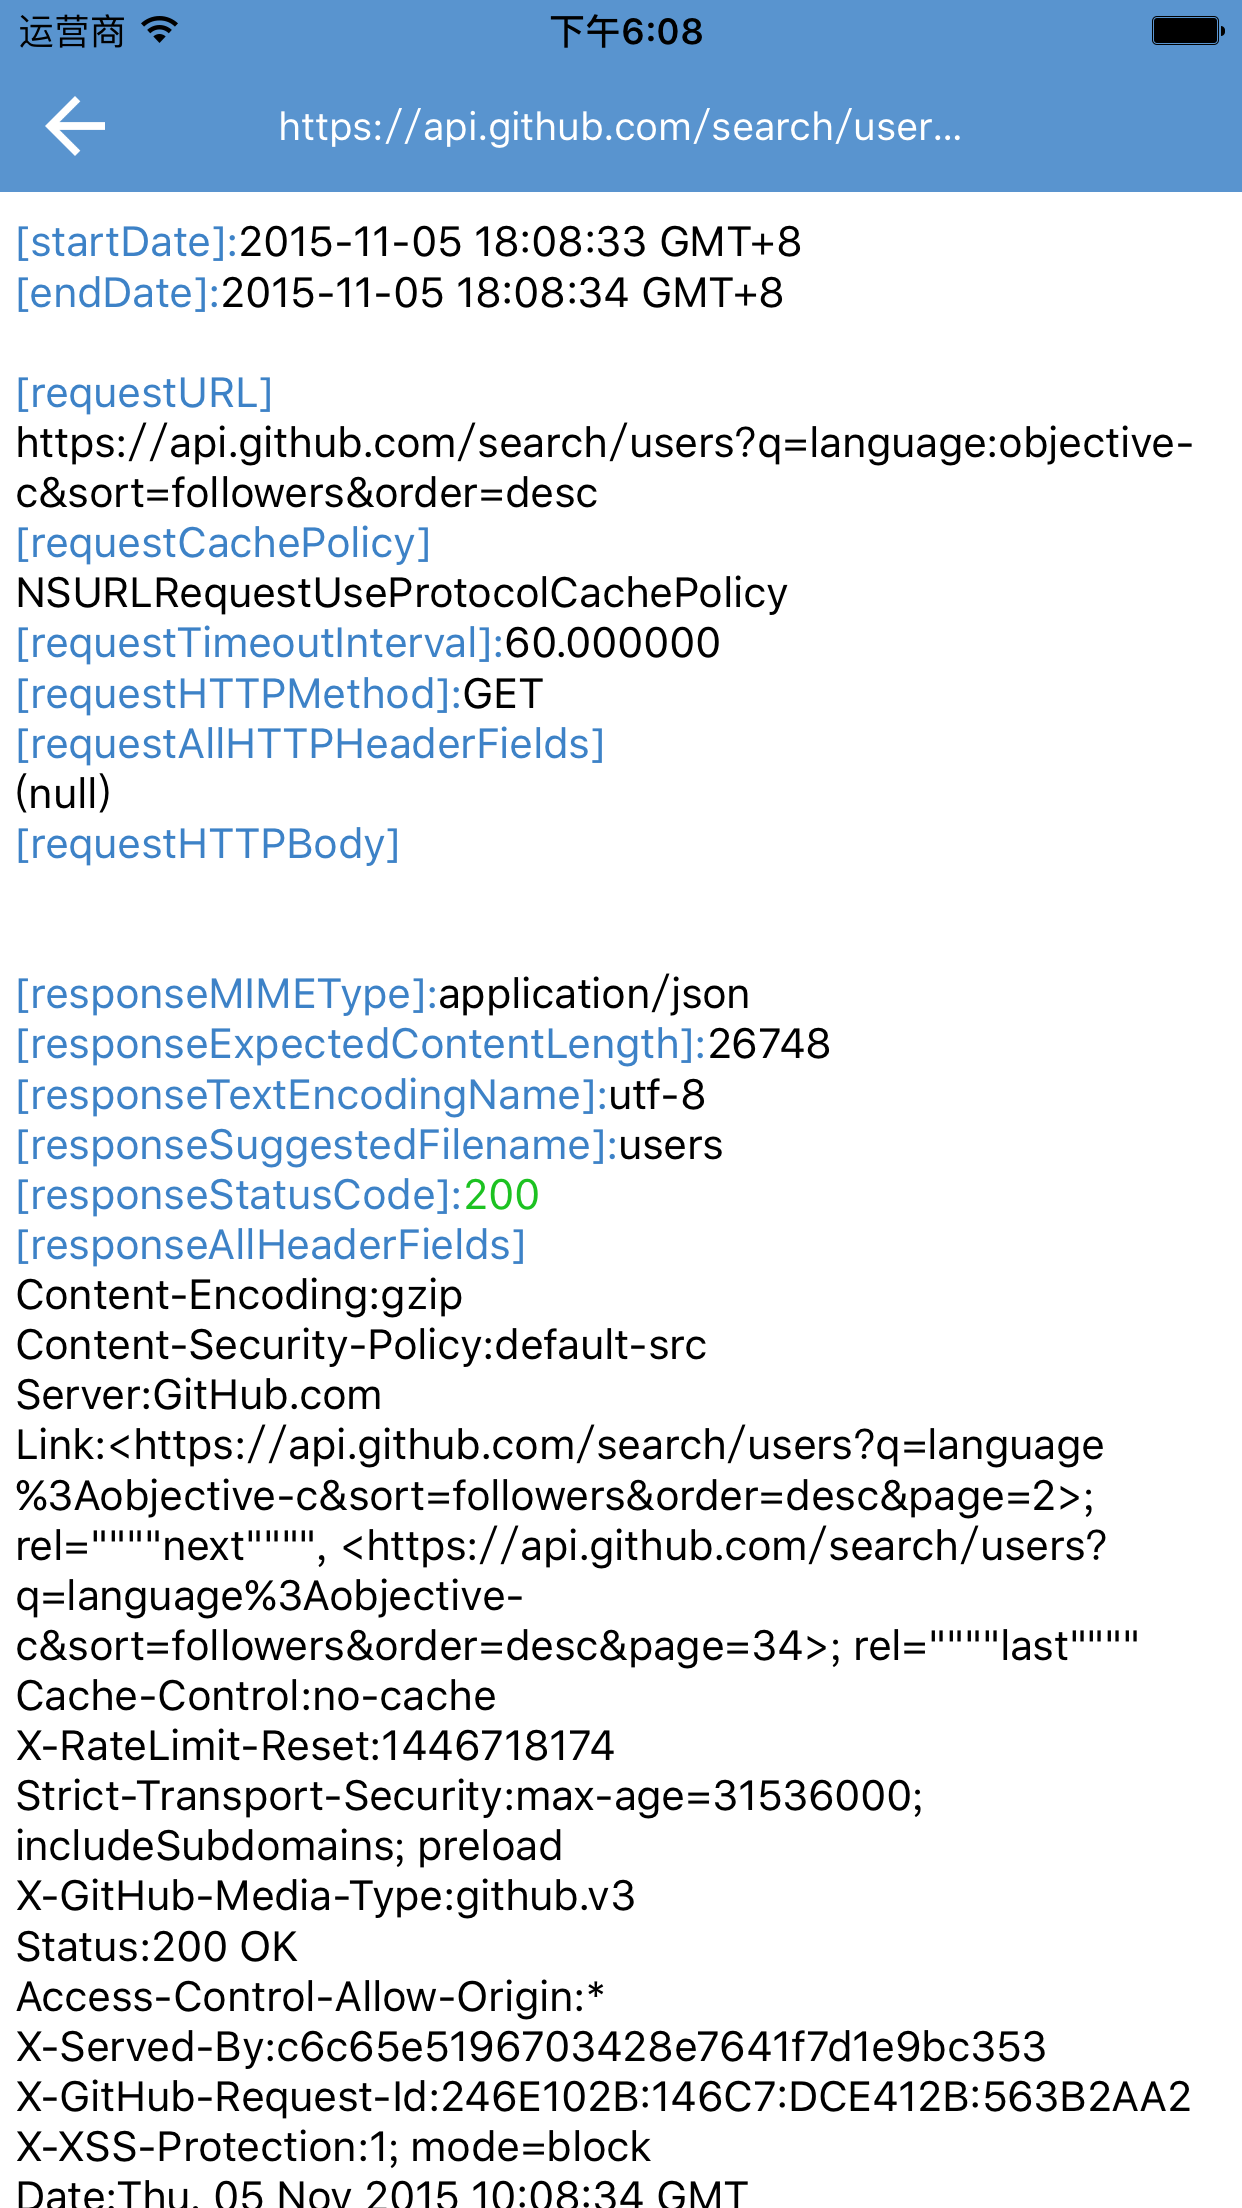 运营商 下午6:08
https://api.github.com/search/user...
[startDate]:2015-11-05 18:08:33 GMT+8
[endDate]:2015-11-05 18:08:34 GMT+8
[requestURL]
https://api.github.com/search/users?q=language:objective-
c&sort=followers&order=desc
[requestCachePolicy]
NSURLRequestUseProtocolCachePolicy
[requestTimeoutInterval]:60.000000
[requestHTTPMethod]:GET
[requestAllHTTPHeaderFields]
(null)
[requestHTTPBody]
[responseMIMEType]:application/json
[responseExpectedContentLength]:26748
[responseTextEncodingName]:utf-8
[responseSuggestedFilename]:users
[responseStatusCode]:200
[responseAllHeaderFields]
Content-Encoding:gzip
Content-Security-Policy:default-src
Server:GitHub.com
Link:<https://api.github.com/search/users?q=language
%3Aobjective-c&sort=followers&order=desc&page=2>;
rel=""""next"""", <https://api.github.com/search/users?
q=language%3Aobjective-
c&sort=followers&order=desc&page=34>; rel=""""last""""
Cache-Control:no-cache
X-RateLimit-Reset:1446718174
Strict-Transport-Security:max-age=31536000;
includeSubdomains; preload
X-GitHub-Media-Type:github.v3
Status:200 OK
Access-Control-Allow-Origin:*
X-Served-By:c6c65e5196703428e7641f7d1e9bc353
X-GitHub-Request-Id:246E102B:146C7:DCE412B:563B2AA2
X-XSS-Protection:1; mode=block
Date:Thu, 05 Nov 2015 10:08:34 GMT